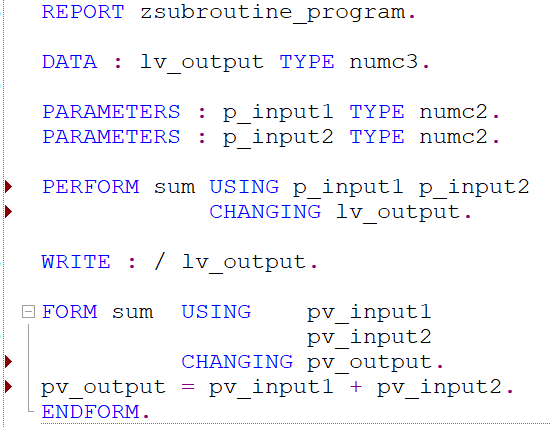 REPORT zsubroutine_program.
DATA : lv_output TYPE numc3.
PARAMETERS : p_input1 TYPE numc2.
PARAMETERS : p_input2 TYPE numc2.
PERFORM sum USING p_input1 p_input2
CHANGING lv_output.
WRITE : / lv_output.
FORM sum  USING    pv_input1
pv_input2
CHANGING pv_output.
pv_output = pv_input1 + pv_input2.
ENDFORM.